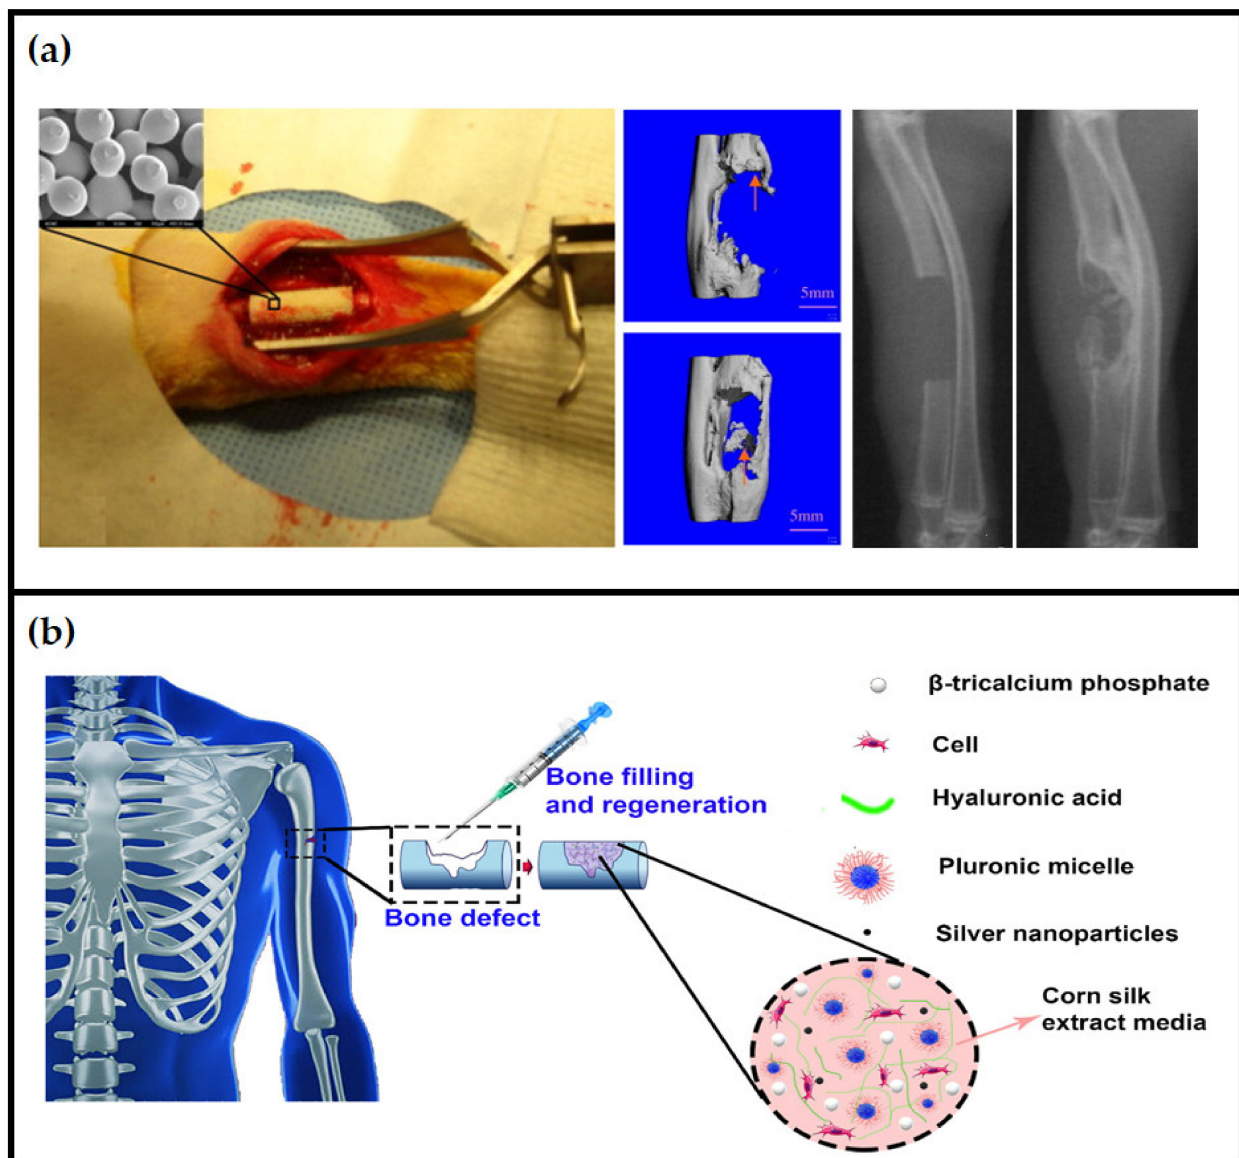 (a)
5mm
5mm
(b)
β-tricalcium phosphate
Cell
Hyaluronic acid
Pluronic micelle
Silver nanoparticles
Corn silk
extract media
Bone filling
and regeneration
Bone defect